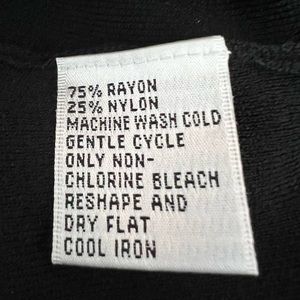 75% RAYON
25% NYLON
MACHINE WASH COLD
GENTLE CYCLE
ONLY NON-
CHLORINE BLEACH
RESHAPE AND
DRY FLAT
COOL IRON